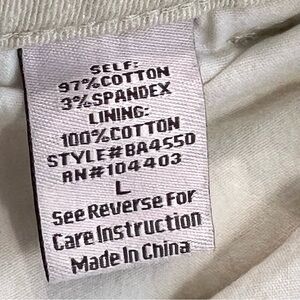 SELF:
97%COTTON
3%SPANDEX
LINING:
100%COTTON
STYLE#BA4550
RN#104403
L
See Reverse For
Care Instruction
Made In China